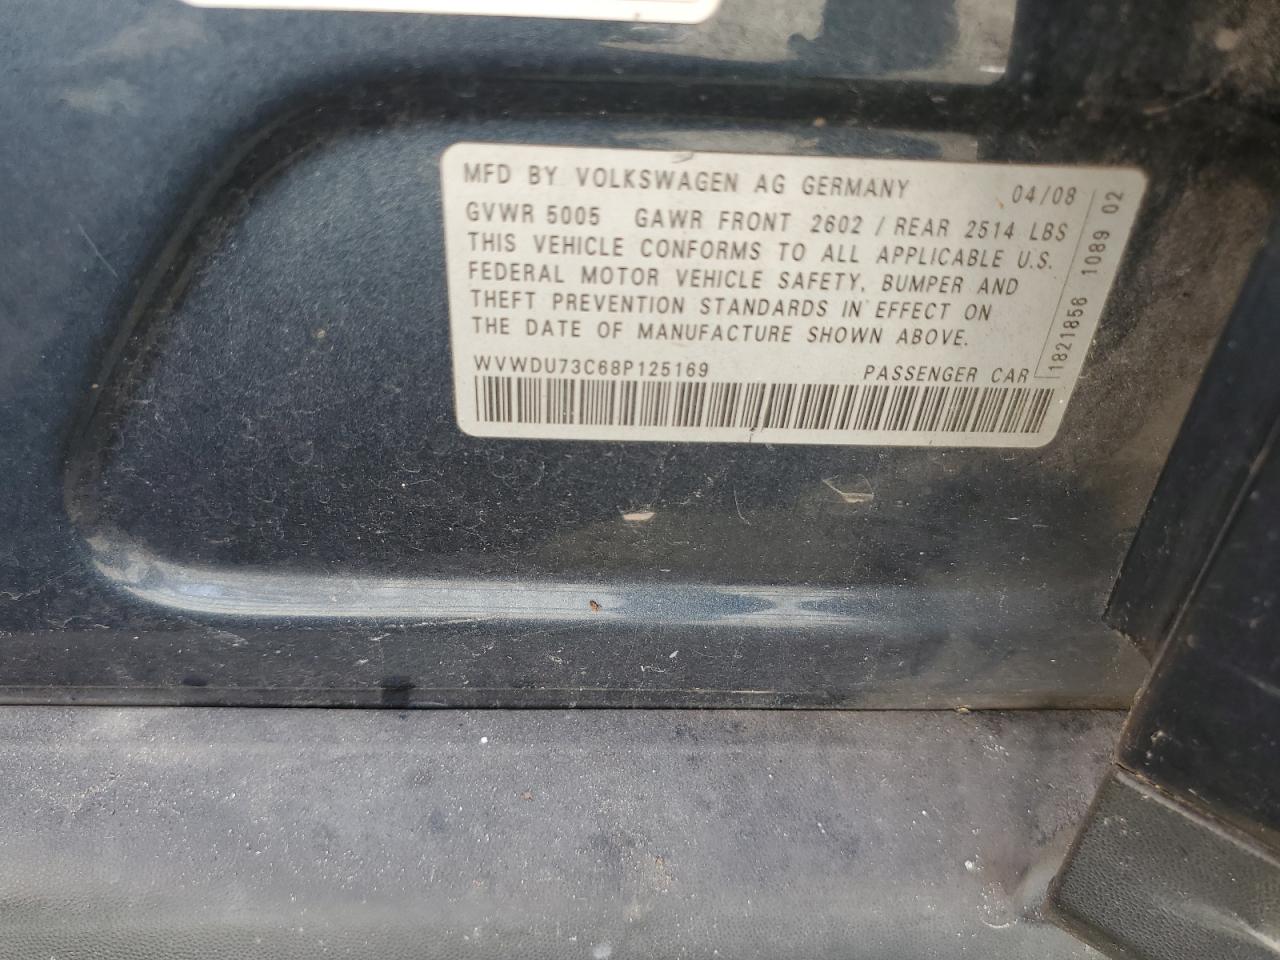 MFD BY VOLKSWAGEN AG GERMANY 04/08
GVWR 5005 GAWR FRONT 2602 / REAR 2514 LBS
THIS VEHICLE CONFORMS TO ALL APPLICABLE U.S.
FEDERAL MOTOR VEHICLE SAFETY, BUMPER AND
THEFT PREVENTION STANDARDS IN EFFECT ON
THE DATE OF MANUFACTURE SHOWN ABOVE.
WVWDU73C68P125169 PASSENGER CAR
1821858 1089 02